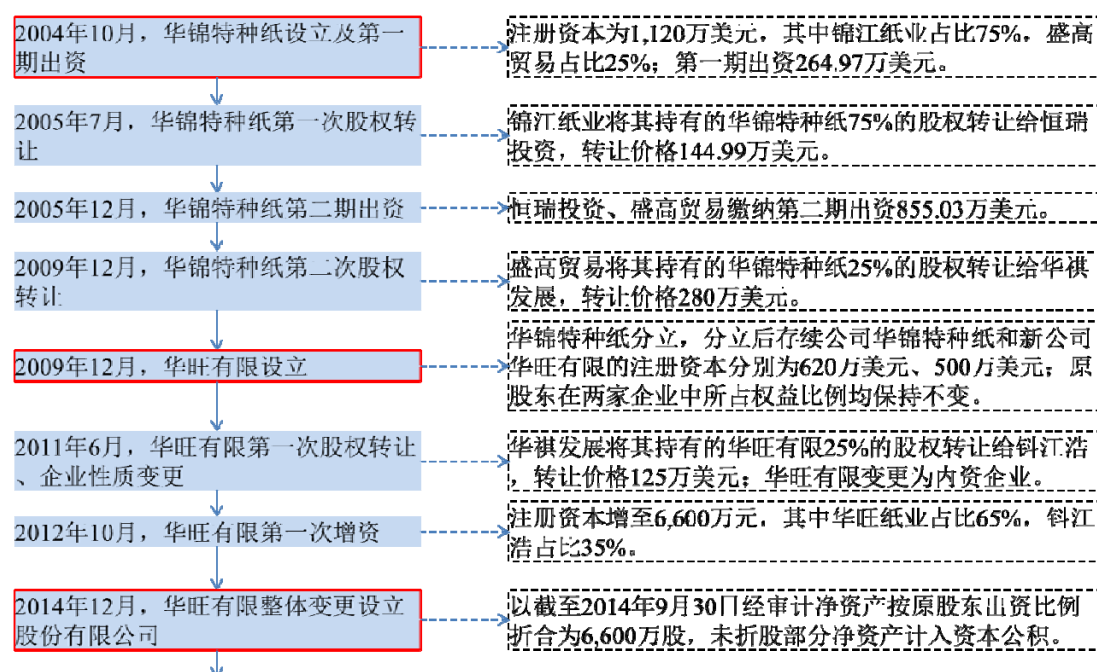 2004年10月，华锦特种纸设立及第一
期出资
注册资本为1,120万美元，其中锦江纸业占比75%，盛高
贸易占比25%；第一期出资264.97万美元。
2005年7月，华锦特种纸第一次股权转
让
锦江纸业将其持有的华锦特种纸75%的股权转让给恒瑞
投资，转让价格144.99万美元。
2005年12月，华锦特种纸第二期出资
恒瑞投资、盛高贸易缴纳第二期出资855.03万美元。
2009年12月，华锦特种纸第二次股权
转让
盛高贸易将其持有的华锦特种纸25%的股权转让给华祺
发展，转让价格280万美元。
2009年12月，华旺有限设立
华锦特种纸分立，分立后存续公司华锦特种纸和新公司
华旺有限的注册资本分别为620万美元、500万美元；原
股东在两家企业中所占权益比例均保持不变。
2011年6月，华旺有限第一次股权转让
、企业性质变更
华祺发展将其持有的华旺有限25%的股权转让给钭江浩
，转让价格125万美元；华旺有限变更为内资企业。
2012年10月，华旺有限第一次增资
注册资本增至6,600万元，其中华旺纸业占比65%，钭江
浩占比35%。
2014年12月，华旺有限整体变更设立
股份有限公司
以截至2014年9月30日经审计净资产按原股东出资比例
折合为6,600万股，未折股部分净资产计入资本公积。